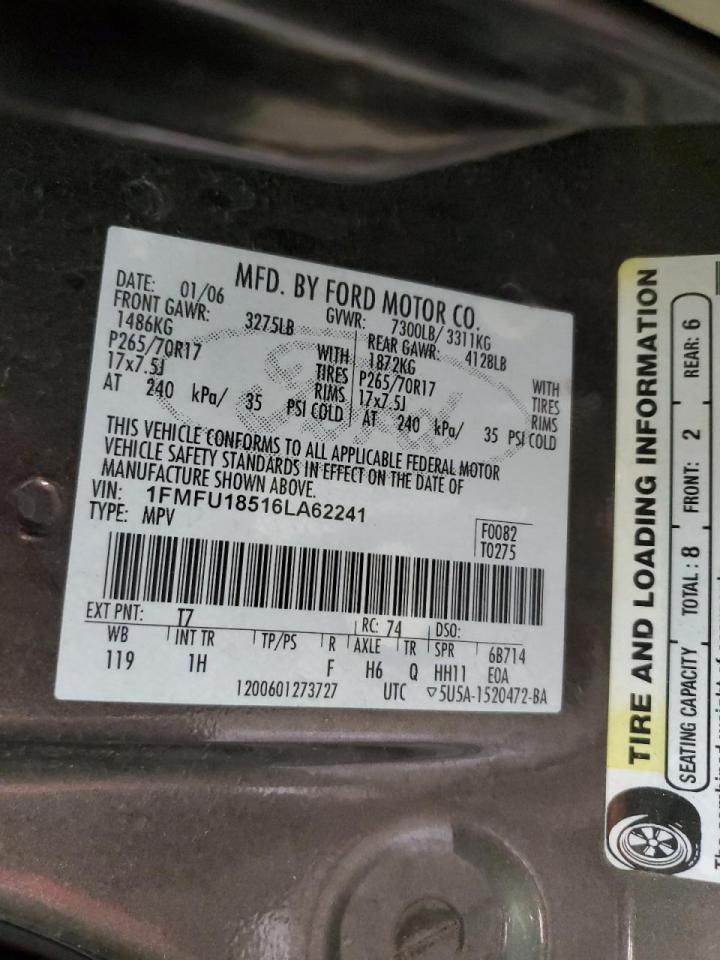 MFD. BY FORD MOTOR CO.
DATE: 01/06
GVWR: 7300LB/ 3311KG
FRONT GAWR: 3275LB
1486KG
P265/70R17
17x7.5J
WITH
TIRES
RIMS
AT 240 kPa/ 35 PSI COLD
REAR GAWR: 4128LB
1872KG
P265/70R17
17x7.5J
WITH
TIRES
RIMS
AT 240 kPa/ 35 PSI COLD
Ford
THIS VEHICLE CONFORMS TO ALL APPLICABLE FEDERAL MOTOR
VEHICLE SAFETY STANDARDS IN EFFECT ON THE DATE OF
MANUFACTURE SHOWN ABOVE.
VIN: 1FMFU18516LA62241
TYPE: MPV
F0082
T0275
EXT PNT: T7 RC: 74 DSO:
WB INT TR TP/PS R AXLE TR SPR 6B714
119 1H F H6 Q HH11 E0A
1200601273727 UTC ▽5U5A-1520472-BA
TIRE AND LOADING INFORMATION
SEATING CAPACITY TOTAL : 8 FRONT: 2 REAR: 6